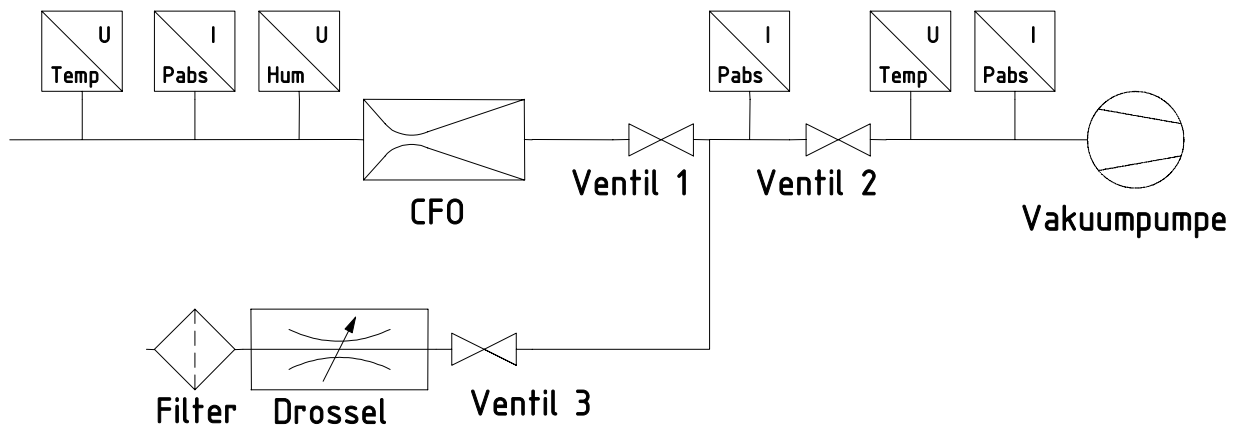 U I U I U I
Temp Pabs Hum Pabs Temp Pabs
Ventil 1 Ventil 2
CFO
Vakuumpumpe
Filter Drossel Ventil 3